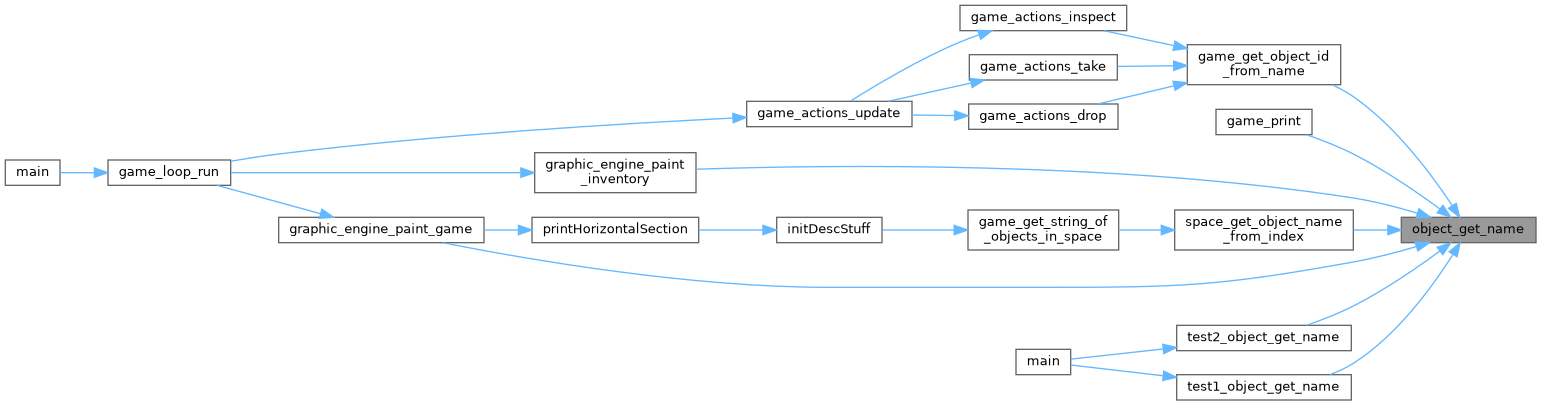 game_actions_inspect
game_get_object_id
_from_name
game_actions_take
game_actions_update
game_actions_drop
game_print
main
game_loop_run
graphic_engine_paint
_inventory
graphic_engine_paint_game
printHorizontalSection
initDescStuff
game_get_string_of
_objects_in_space
space_get_object_name
_from_index
object_get_name
test2_object_get_name
main
test1_object_get_name